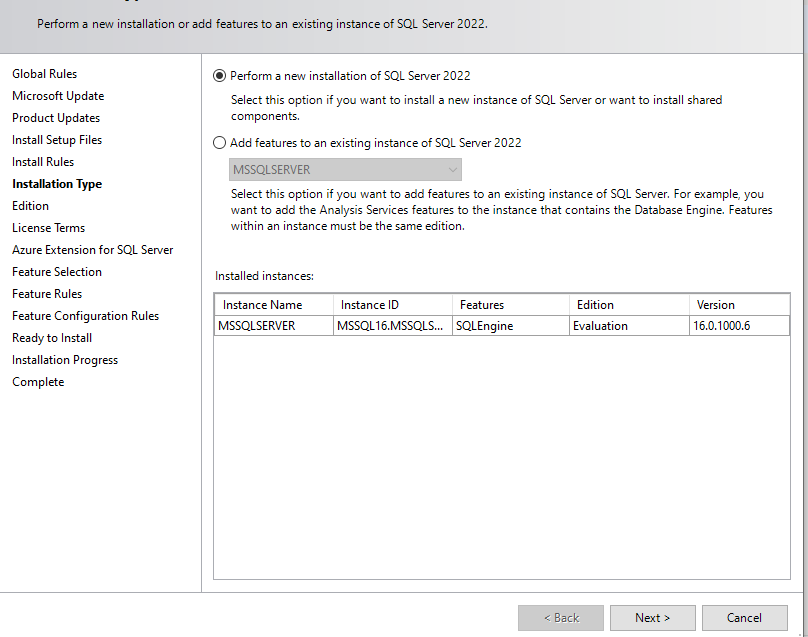 Perform a new installation or add features to an existing instance of SQL Server 2022.
Global Rules
Microsoft Update
Product Updates
Install Setup Files
Install Rules
Installation Type
Edition
License Terms
Azure Extension for SQL Server
Feature Selection
Feature Rules
Feature Configuration Rules
Ready to Install
Installation Progress
Complete
Perform a new installation of SQL Server 2022
Select this option if you want to install a new instance of SQL Server or want to install shared
components.
Add features to an existing instance of SQL Server 2022
MSSQLSERVER
Select this option if you want to add features to an existing instance of SQL Server. For example, you
want to add the Analysis Services features to the instance that contains the Database Engine. Features
within an instance must be the same edition.
Installed instances:
Instance Name Instance ID Features Edition Version
MSSQLSERVER MSSQL16.MSSQLS... SQLEngine Evaluation 16.0.1000.6
< Back Next > Cancel